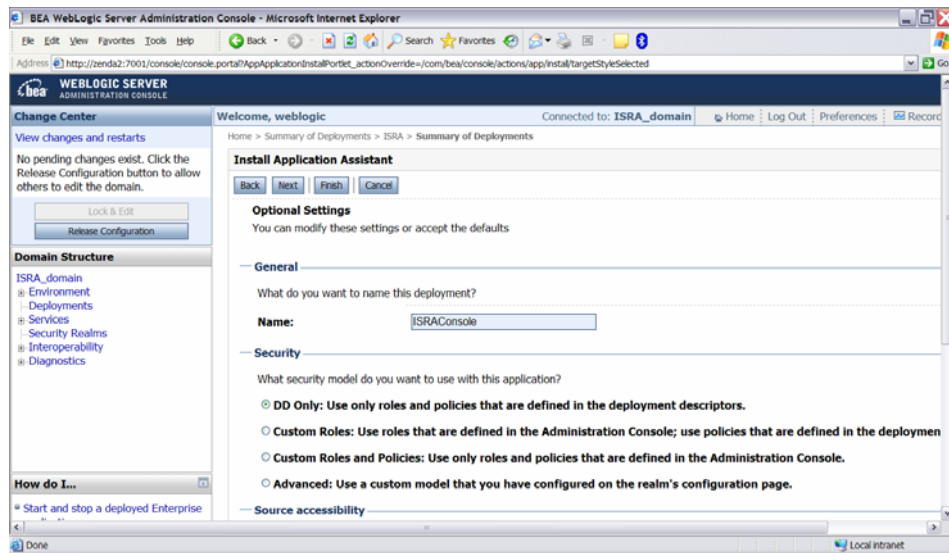 BEA WebLogic Server Administration Console - Microsoft Internet Explorer
File Edit View Favorites Tools Help
Back Search Favorites
Address http://zenda2:7001/console/console.portal?AppApplicationInstallPortlet_actionOverride=/com/bea/console/actions/app/install/targetStyleSelected Go
bea WEBLOGIC SERVER
ADMINISTRATION CONSOLE
Change Center
View changes and restarts
No pending changes exist. Click the
Release Configuration button to allow
others to edit the domain.
Lock & Edit
Release Configuration
Domain Structure
ISRA_domain
Environment
Deployments
Services
Security Realms
Interoperability
Diagnostics
How do I...
Start and stop a deployed Enterprise
Welcome, weblogic Connected to: ISRA_domain Home Log Out Preferences Record
Home > Summary of Deployments > ISRA > Summary of Deployments
Install Application Assistant
Back Next Finish Cancel
Optional Settings
You can modify these settings or accept the defaults
General
What do you want to name this deployment?
Name: ISRAConsole
Security
What security model do you want to use with this application?
DD Only: Use only roles and policies that are defined in the deployment descriptors.
Custom Roles: Use roles that are defined in the Administration Console; use policies that are defined in the deploymen
Custom Roles and Policies: Use only roles and policies that are defined in the Administration Console.
Advanced: Use a custom model that you have configured on the realm's configuration page.
Source accessibility
Done Local intranet